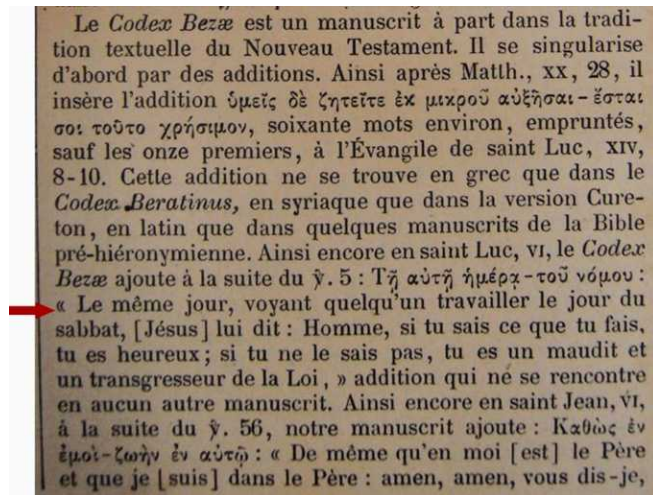 Le Codex Bezæ est un manuscrit à part dans la tradi-
tion textuelle du Nouveau Testament. Il se singularise
d'abord par des additions. Ainsi après Matth., xx, 28, il
insère l'addition ὑμεῖς δὲ ζητεῖτε ἐκ μικροῦ αὐξῆσαι - ἔσται
σοι τοῦτο χρήσιμον, soixante mots environ, empruntés,
sauf les onze premiers, à l'Évangile de saint Luc, xiv,
8-10. Cette addition ne se trouve en grec que dans le
Codex Beratinus, en syriaque que dans la version Cure-
ton, en latin que dans quelques manuscrits de la Bible
pré-hiéronymienne. Ainsi encore en saint Luc, vi, le Codex
Bezæ ajoute à la suite du ℣. 5 : Τῇ αὐτῇ ἡμέρᾳ - τοῦ νόμου :
« Le même jour, voyant quelqu'un travailler le jour du
sabbat, [Jésus] lui dit : Homme, si tu sais ce que tu fais,
tu es heureux ; si tu ne le sais pas, tu es un maudit et
un transgresseur de la Loi, » addition qui ne se rencontre
en aucun autre manuscrit. Ainsi encore en saint Jean, vi,
à la suite du ℣. 56, notre manuscrit ajoute : Καθὼς ἐν
ἐμοὶ - ζωὴν ἐν αὐτῷ : « De même qu'en moi [est] le Père
et que je [suis] dans le Père : amen, amen, vous dis-je,